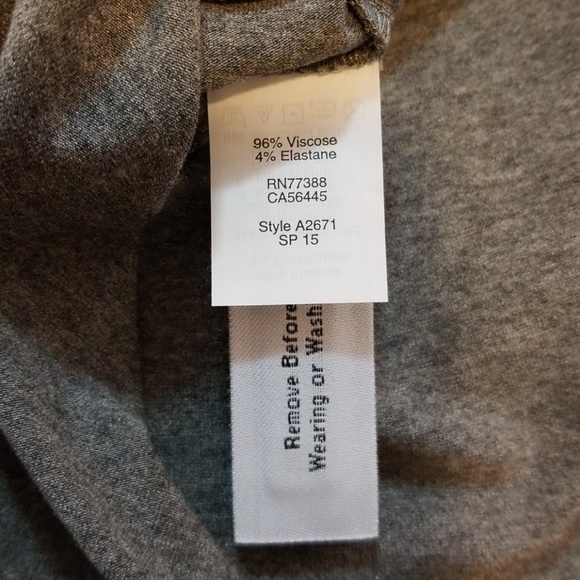 96% Viscose
4% Elastane
RN77388
CA56445
Style A2671
SP 15
Remove Before
Wearing or Wash